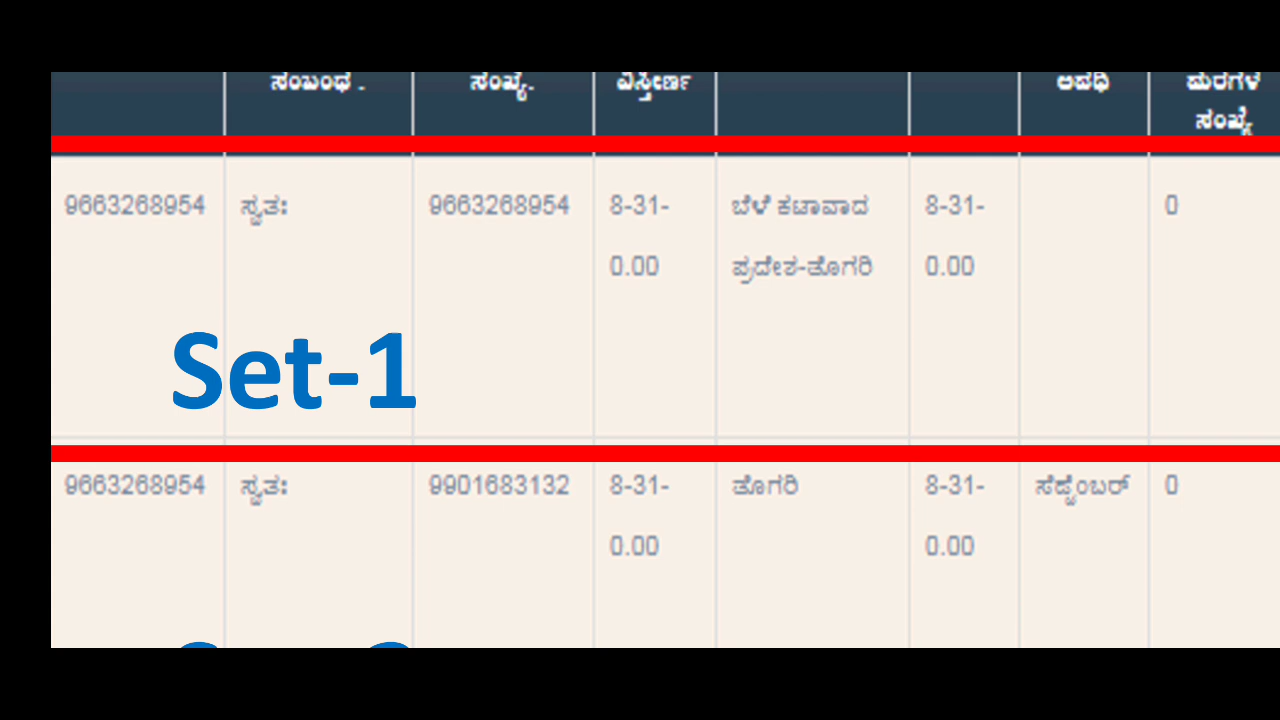 ಸಂಬಂಧ . ಸಂಖ್ಯೆ. ವಿಸ್ತೀರ್ಣ ಅವಧಿ ಮರಗಳ
ಸಂಖ್ಯೆ
9663268954 ಸ್ವತಃ 9663268954 8-31- ಬೆಳೆ ಕಟಾವಾದ 8-31- 0
0.00 ಪ್ರದೇಶ-ತೊಗರಿ 0.00
Set-1
9663268954 ಸ್ವತಃ 9901683132 8-31- ತೊಗರಿ 8-31- ಸೆಪ್ಟೆಂಬರ್ 0
0.00 0.00